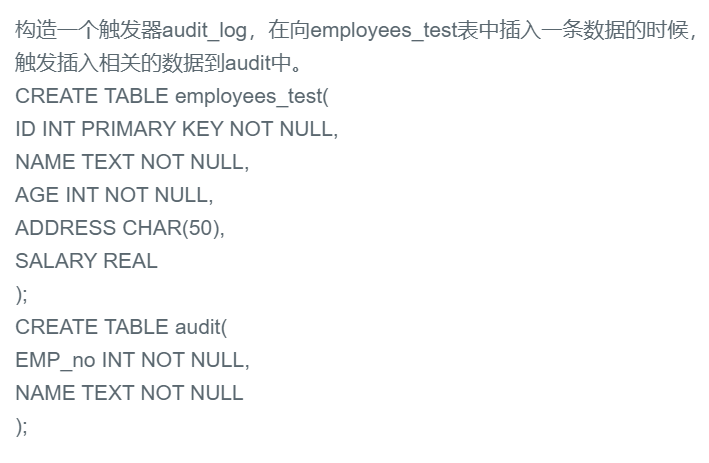 构造一个触发器audit_log，在向employees_test表中插入一条数据的时候，
触发插入相关的数据到audit中。
CREATE TABLE employees_test(
ID INT PRIMARY KEY NOT NULL,
NAME TEXT NOT NULL,
AGE INT NOT NULL,
ADDRESS CHAR(50),
SALARY REAL
);
CREATE TABLE audit(
EMP_no INT NOT NULL,
NAME TEXT NOT NULL
);